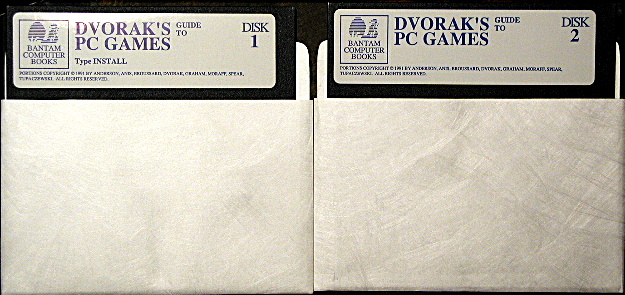 BANTAM
COMPUTER
BOOKS
DVORAK'S GUIDE TO
PC GAMES
Type INSTALL
DISK
1
PORTIONS COPYRIGHT © 1991 BY ANDERSON, ANIS, BROUSSARD, DVORAK, GRAHAM, MORAFF, SPEAR,
TUPACZEWSKI. ALL RIGHTS RESERVED.
BANTAM
COMPUTER
BOOKS
DVORAK'S GUIDE TO
PC GAMES
DISK
2
PORTIONS COPYRIGHT © 1991 BY ANDERSON, ANIS, BROUSSARD, DVORAK, GRAHAM, MORAFF, SPEAR,
TUPACZEWSKI. ALL RIGHTS RESERVED.